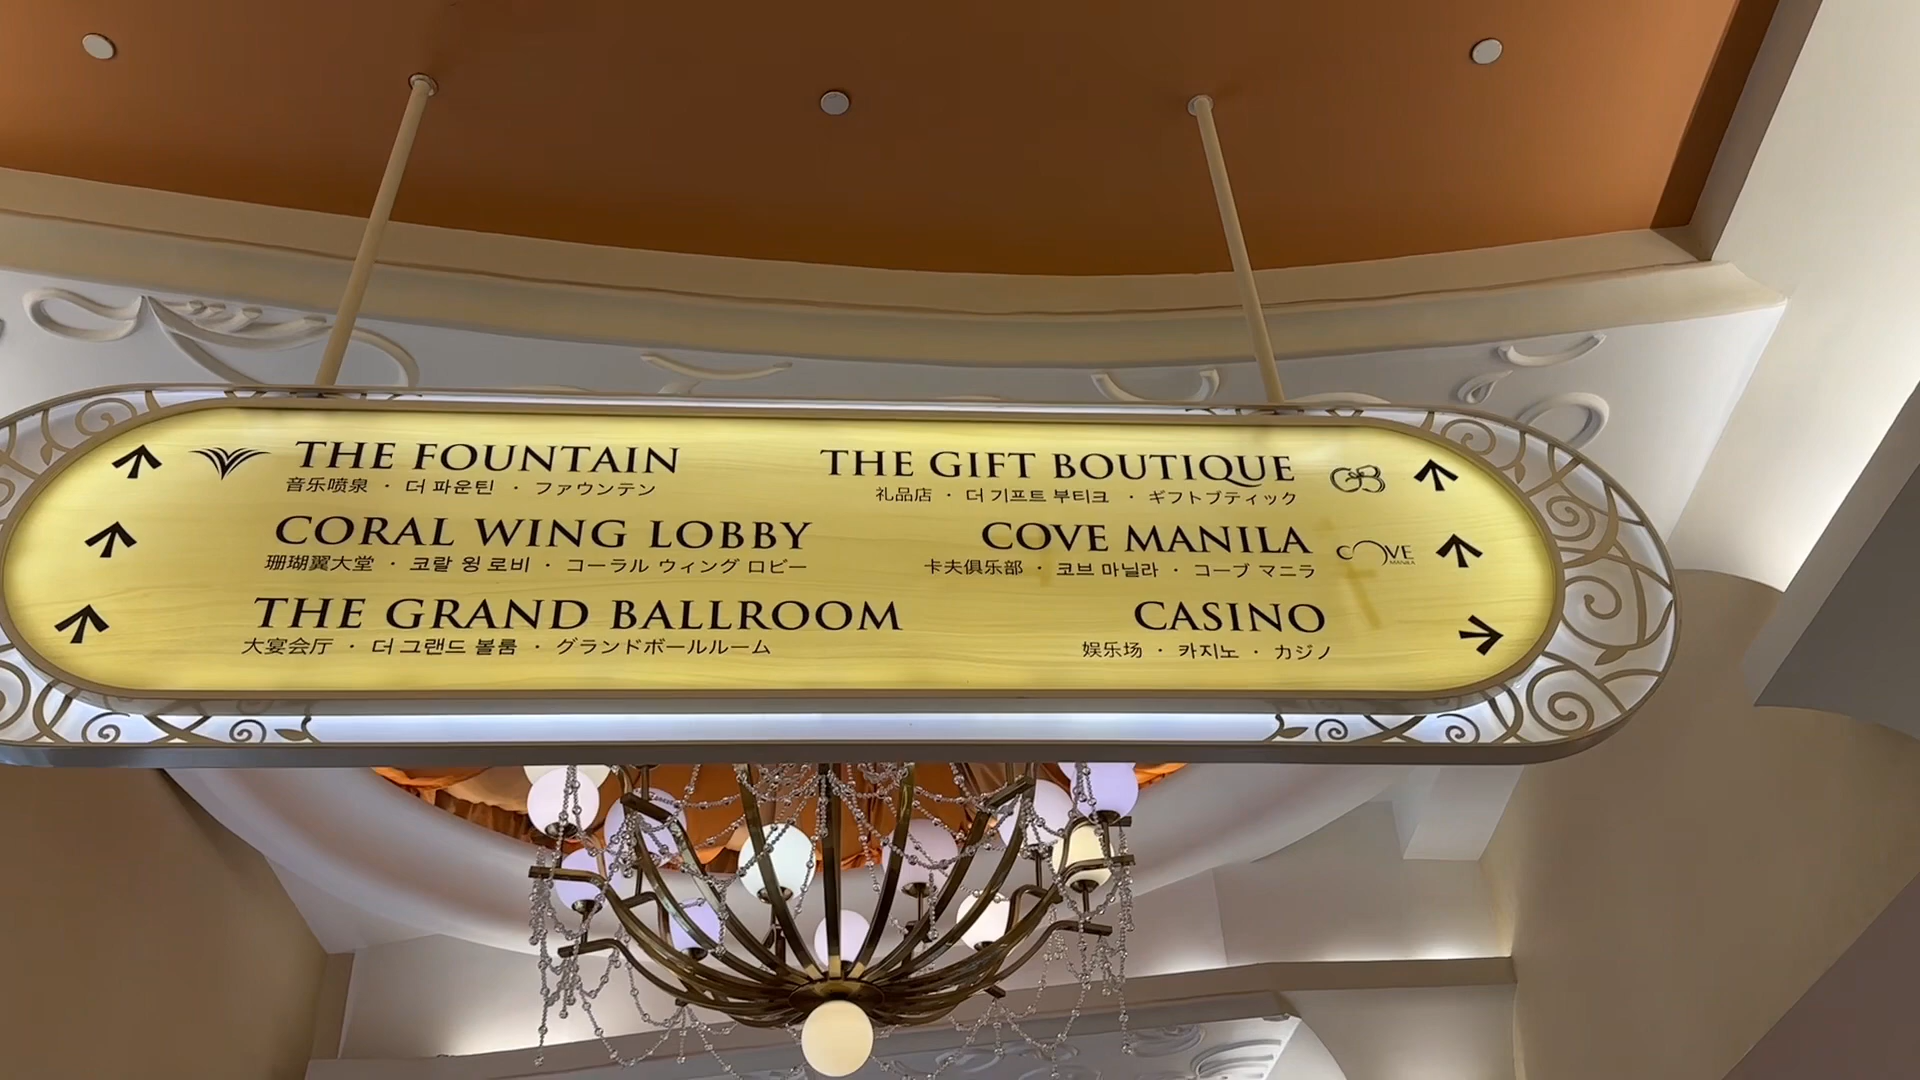 THE FOUNTAIN
音乐喷泉 · 더 파운틴 · ファウンテン
CORAL WING LOBBY
珊瑚翼大堂 · 코랄 윙 로비 · コーラル ウィング ロビー
THE GRAND BALLROOM
大宴会厅 · 더 그랜드 볼룸 · グランドボールルーム
THE GIFT BOUTIQUE
礼品店 · 더 기프트 부티크 · ギフトブティック
COVE MANILA
COVE
MANILA
卡夫俱乐部 · 코브 마닐라 · コーブ マニラ
CASINO
娱乐场 · 카지노 · カジノ